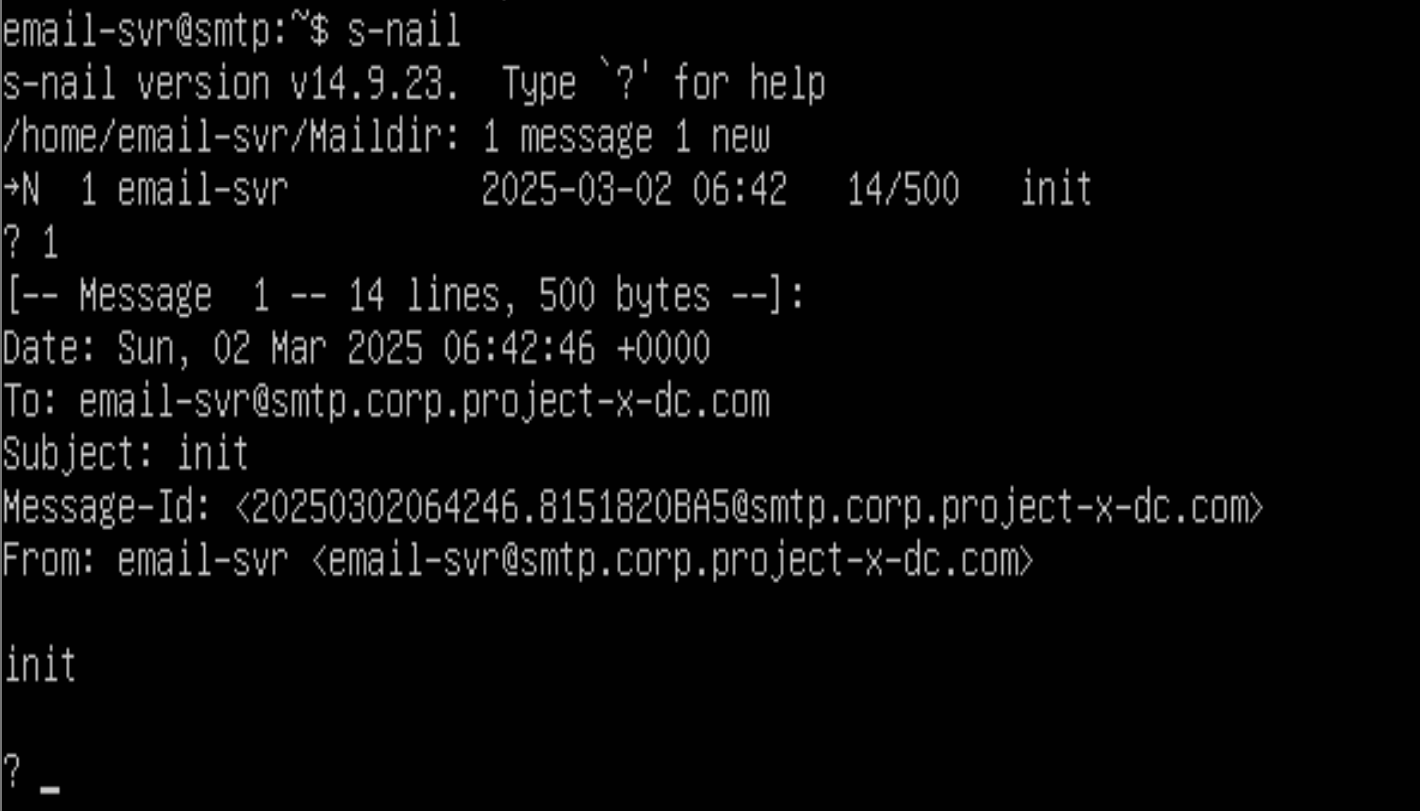 email-svr@smtp:~$ s-nail
s-nail version v14.9.23.  Type `?' for help
/home/email-svr/Maildir: 1 message 1 new
→N  1 email-svr          2025-03-02 06:42   14/500   init
? 1
[-- Message  1 -- 14 lines, 500 bytes --]:
Date: Sun, 02 Mar 2025 06:42:46 +0000
To: email-svr@smtp.corp.project-x-dc.com
Subject: init
Message-Id: <20250302064246.8151820BA5@smtp.corp.project-x-dc.com>
From: email-svr <email-svr@smtp.corp.project-x-dc.com>

init

? _